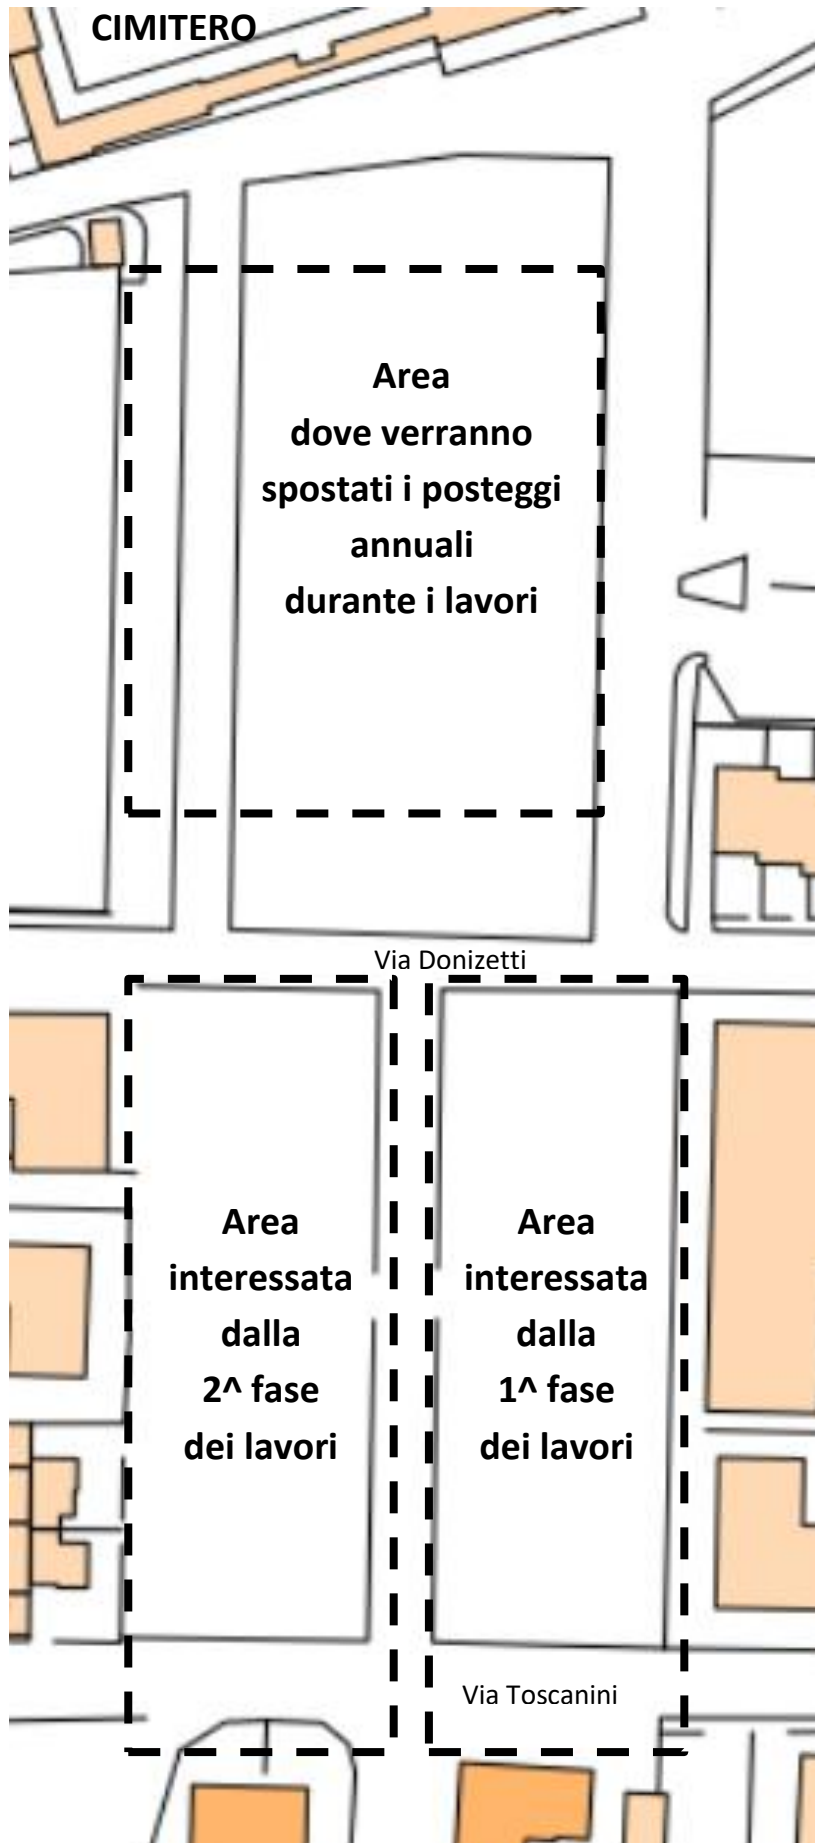 CIMITERO
Area
dove verranno
spostati i posteggi
annuali
durante i lavori
Via Donizetti
Area
interessata
dalla
2^ fase
dei lavori
Area
interessata
dalla
1^ fase
dei lavori
Via Toscanini